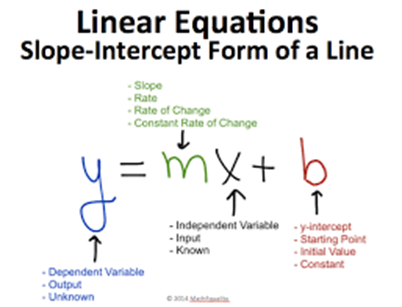 Linear Equations
Slope-Intercept Form of a Line
- Slope
- Rate
- Rate of Change
- Constant Rate of Change
y = mx + b
- Independent Variable
- Input
- Known
- y-intercept
- Starting Point
- Initial Value
- Constant
- Dependent Variable
- Output
- Unknown
© 2014